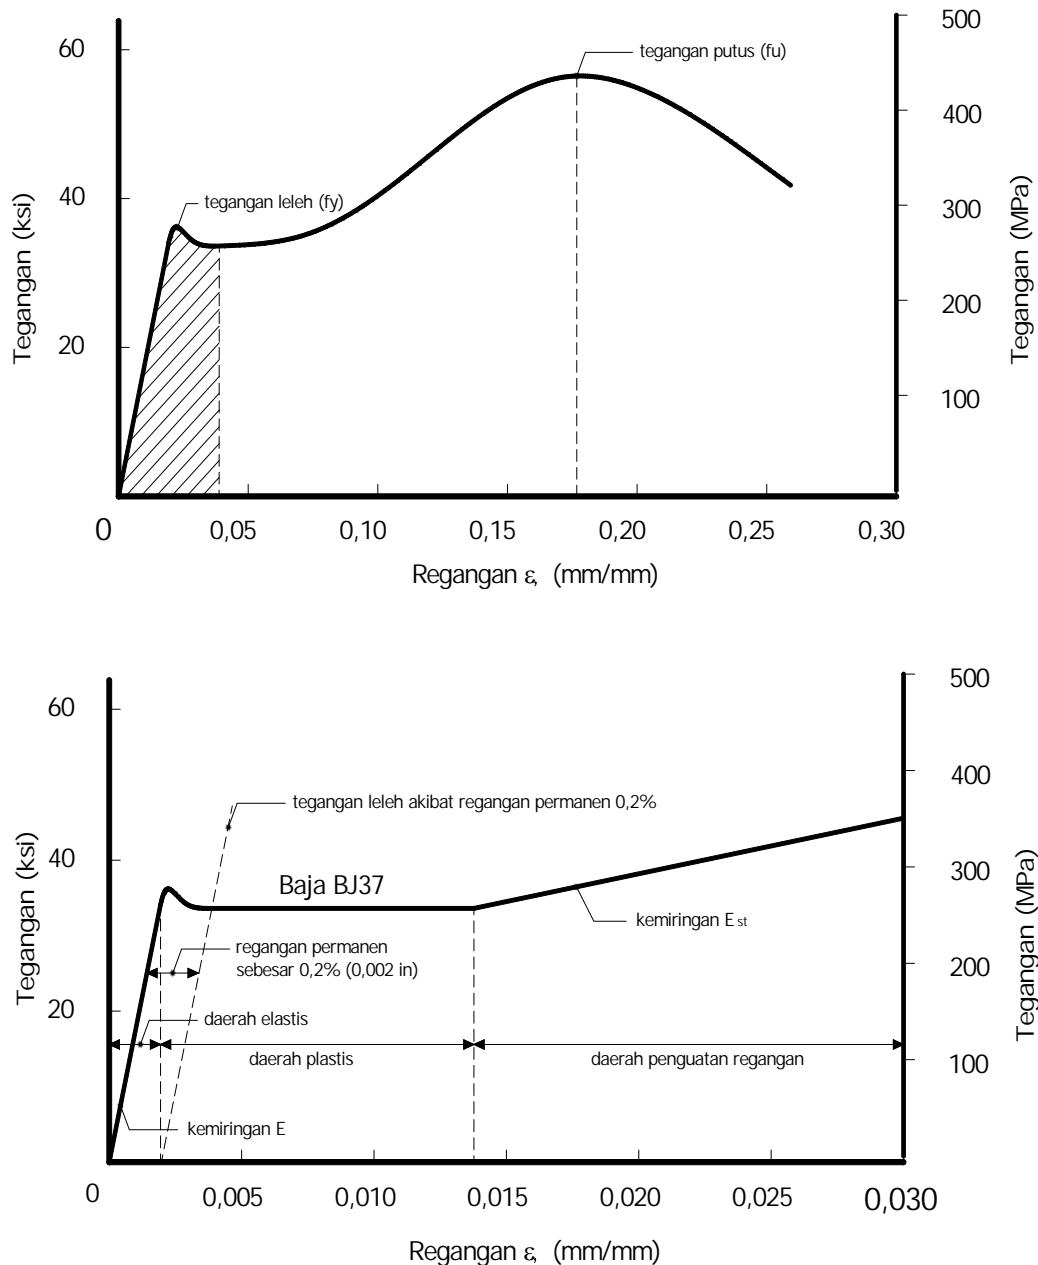 500
60
tegangan putus (fu)
400
Tegangan (ksi)
40
tegangan leleh (fy)
300
Tegangan (MPa)
200
20
100
0
0,05
0,10
0,15
0,20
0,25
0,30
Regangan ε, (mm/mm)
500
60
400
tegangan leleh akibat regangan permanen 0,2%
Tegangan (ksi)
40
Baja BJ37
300
Tegangan (MPa)
kemiringan Est
regangan permanen
sebesar 0,2% (0,002 in)
200
20
daerah elastis
daerah plastis
daerah penguatan regangan
100
kemiringan E
0
0,005
0,010
0,015
0,020
0,025
0,030
Regangan ε, (mm/mm)